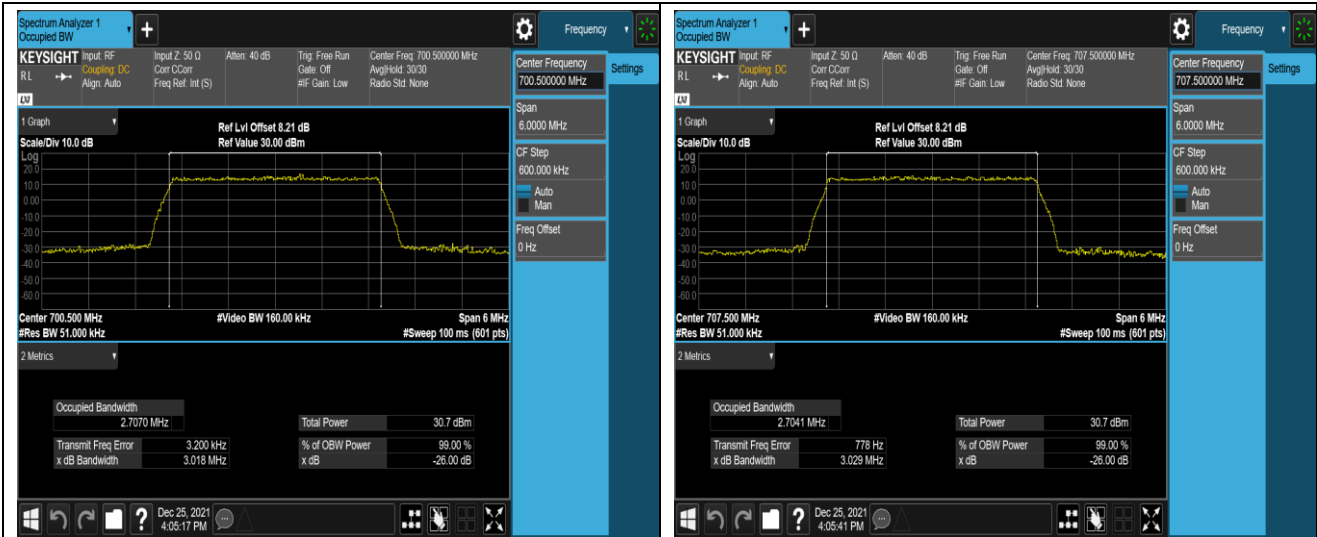 Spectrum Analyzer 1
Occupied BW
+
Frequency
KEYSIGHT Input: RF Input Z: 50 Ω Atten: 40 dB Trig: Free Run Center Freq: 700.500000 MHz
RL Coupling: DC Corr CCorr Gate: Off Avg|Hold: 30/30
Align: Auto Freq Ref: Int (S) #IF Gain: Low Radio Std: None
LXI
Center Frequency
700.500000 MHz
Settings
Span
6.0000 MHz
CF Step
600.000 kHz
Auto
Man
Freq Offset
0 Hz
1 Graph
Ref Lvl Offset 8.21 dB
Scale/Div 10.0 dB Ref Value 30.00 dBm
Log
20.0
10.0
0.00
-10.0
-20.0
-30.0
-40.0
-50.0
-60.0
Center 700.500 MHz #Video BW 160.00 kHz Span 6 MHz
#Res BW 51.000 kHz #Sweep 100 ms (601 pts)
2 Metrics
Occupied Bandwidth
2.7070 MHz Total Power 30.7 dBm
Transmit Freq Error 3.200 kHz % of OBW Power 99.00 %
x dB Bandwidth 3.018 MHz x dB -26.00 dB
? Dec 25, 2021
4:05:17 PM
Spectrum Analyzer 1
Occupied BW
+
Frequency
KEYSIGHT Input: RF Input Z: 50 Ω Atten: 40 dB Trig: Free Run Center Freq: 707.500000 MHz
RL Coupling: DC Corr CCorr Gate: Off Avg|Hold: 30/30
Align: Auto Freq Ref: Int (S) #IF Gain: Low Radio Std: None
LXI
Center Frequency
707.500000 MHz
Settings
Span
6.0000 MHz
CF Step
600.000 kHz
Auto
Man
Freq Offset
0 Hz
1 Graph
Ref Lvl Offset 8.21 dB
Scale/Div 10.0 dB Ref Value 30.00 dBm
Log
20.0
10.0
0.00
-10.0
-20.0
-30.0
-40.0
-50.0
-60.0
Center 707.500 MHz #Video BW 160.00 kHz Span 6 MHz
#Res BW 51.000 kHz #Sweep 100 ms (601 pts)
2 Metrics
Occupied Bandwidth
2.7041 MHz Total Power 30.7 dBm
Transmit Freq Error 778 Hz % of OBW Power 99.00 %
x dB Bandwidth 3.029 MHz x dB -26.00 dB
? Dec 25, 2021
4:05:41 PM